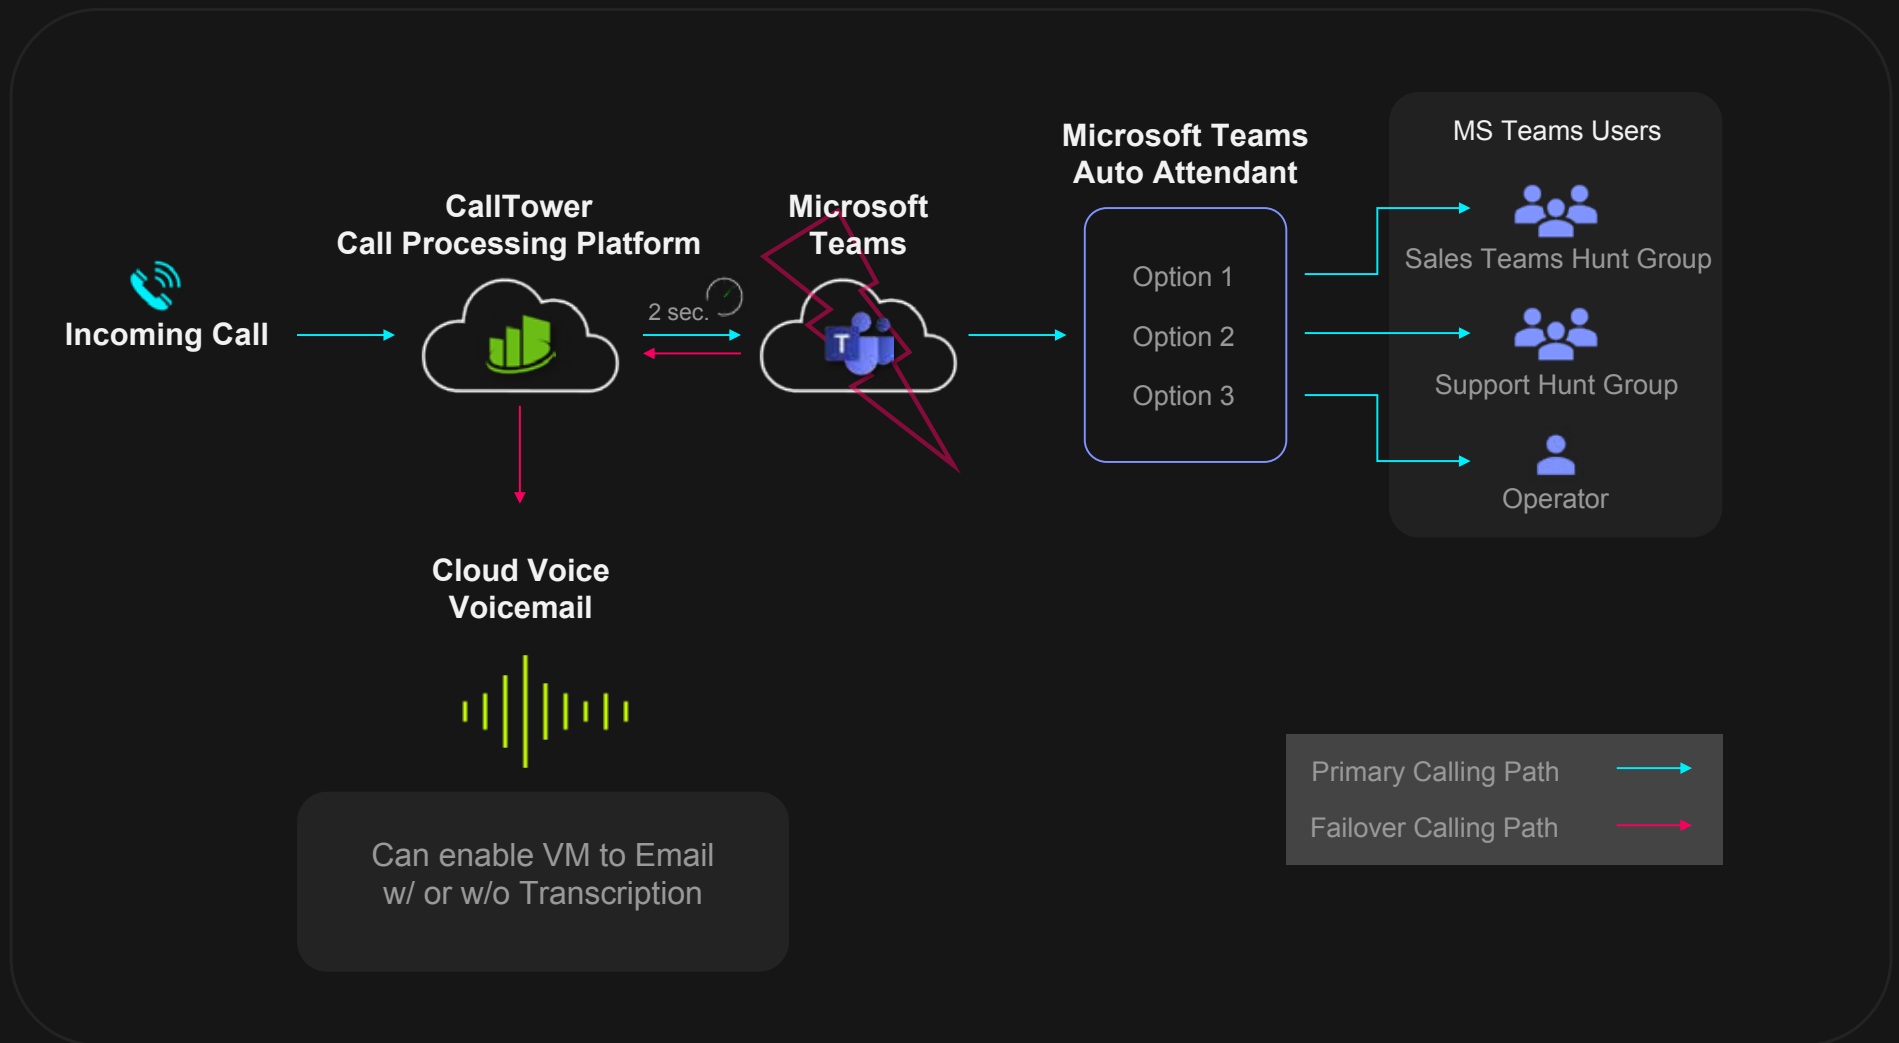 Incoming Call
CallTower
Call Processing Platform
2 sec.
Microsoft
Teams
T
Microsoft Teams
Auto Attendant
Option 1
Option 2
Option 3
MS Teams Users
Sales Teams Hunt Group
Support Hunt Group
Operator
Cloud Voice
Voicemail
Can enable VM to Email
w/ or w/o Transcription
Primary Calling Path
Failover Calling Path